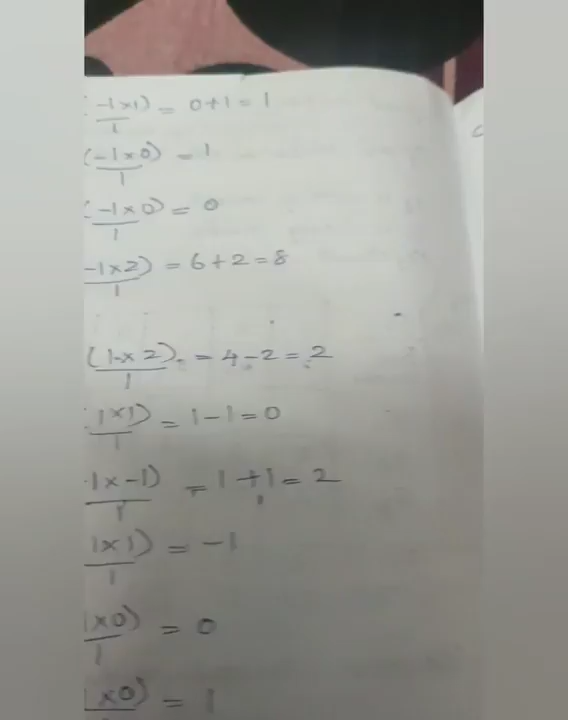 (-1×1)/1 = 0+1=1
(-1×0)/1 = 1
(-1×0)/1 = 0
-1×2)/1 = 6+2=8
(1×2)/1 = 4-2=2
1×1)/1 = 1-1=0
1×-1)/1 = 1+1=2
1×1)/1 = -1
1×0)/1 = 0
1×0) = 1